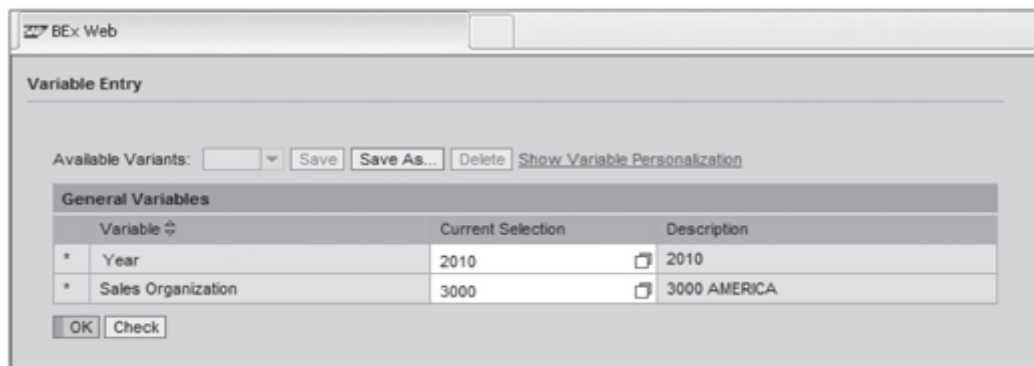 SAP BEx Web
Variable Entry
Available Variants: Save Save As... Delete Show Variable Personalization
General Variables
Variable Current Selection Description
* Year 2010 2010
* Sales Organization 3000 3000 AMERICA
OK Check